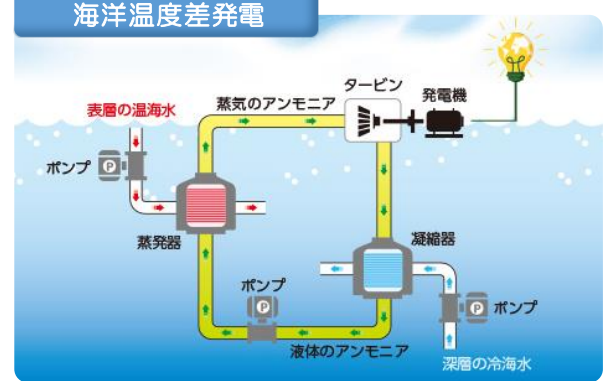 海洋温度差発電
タービン
蒸気のアンモニア
発電機
表層の温海水
ポンプ
P
蒸発器
凝縮器
ポンプ
P
P
ポンプ
液体のアンモニア
深層の冷海水